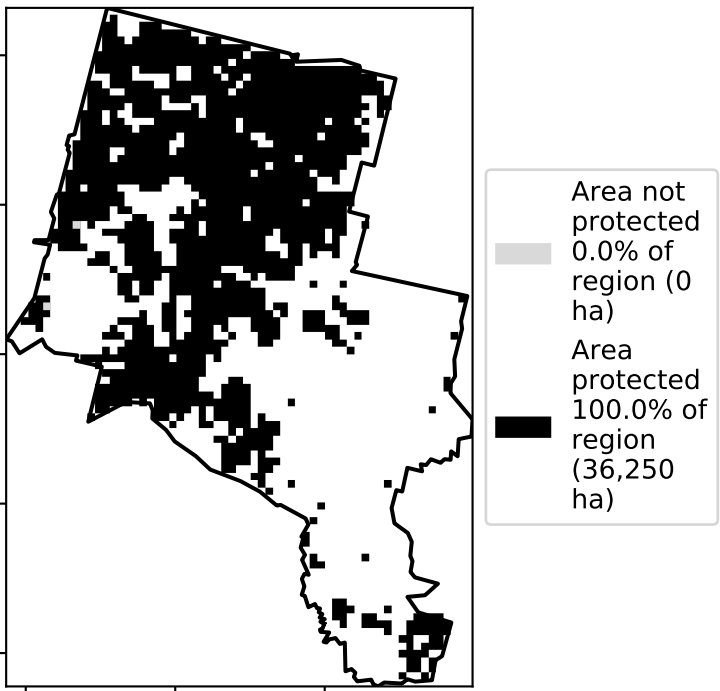 Area not
protected
0.0% of
region (0
ha)
Area
protected
100.0% of
region
(36,250
ha)